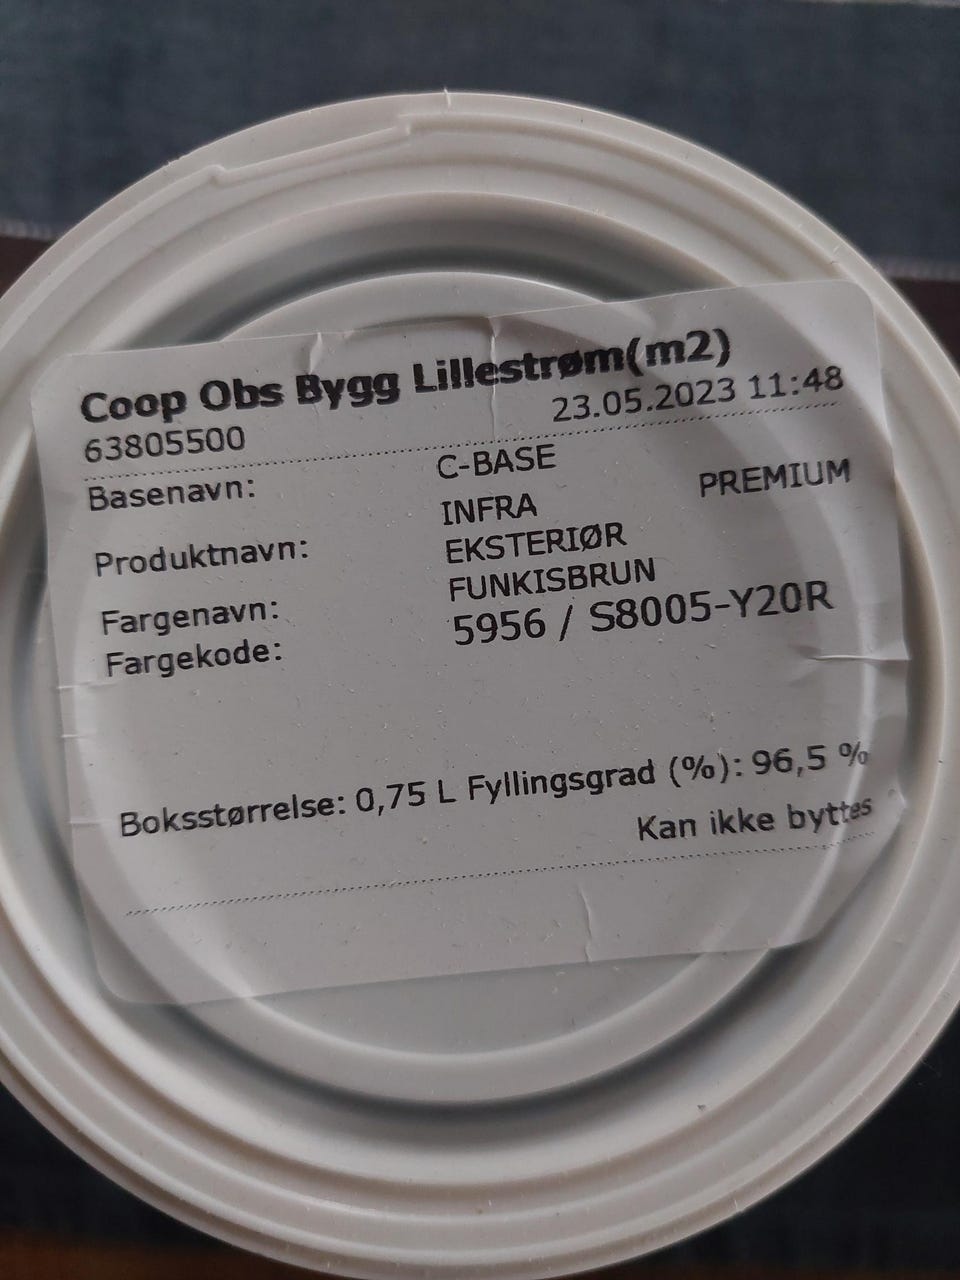 Coop Obs Bygg Lillestrøm(m2)
63805500 23.05.2023 11:48
Basenavn: C-BASE
INFRA PREMIUM
Produktnavn: EKSTERIØR
Fargenavn: FUNKISBRUN
Fargekode: 5956 / S8005-Y20R
Boksstørrelse: 0,75 L Fyllingsgrad (%): 96,5 %
Kan ikke byttes